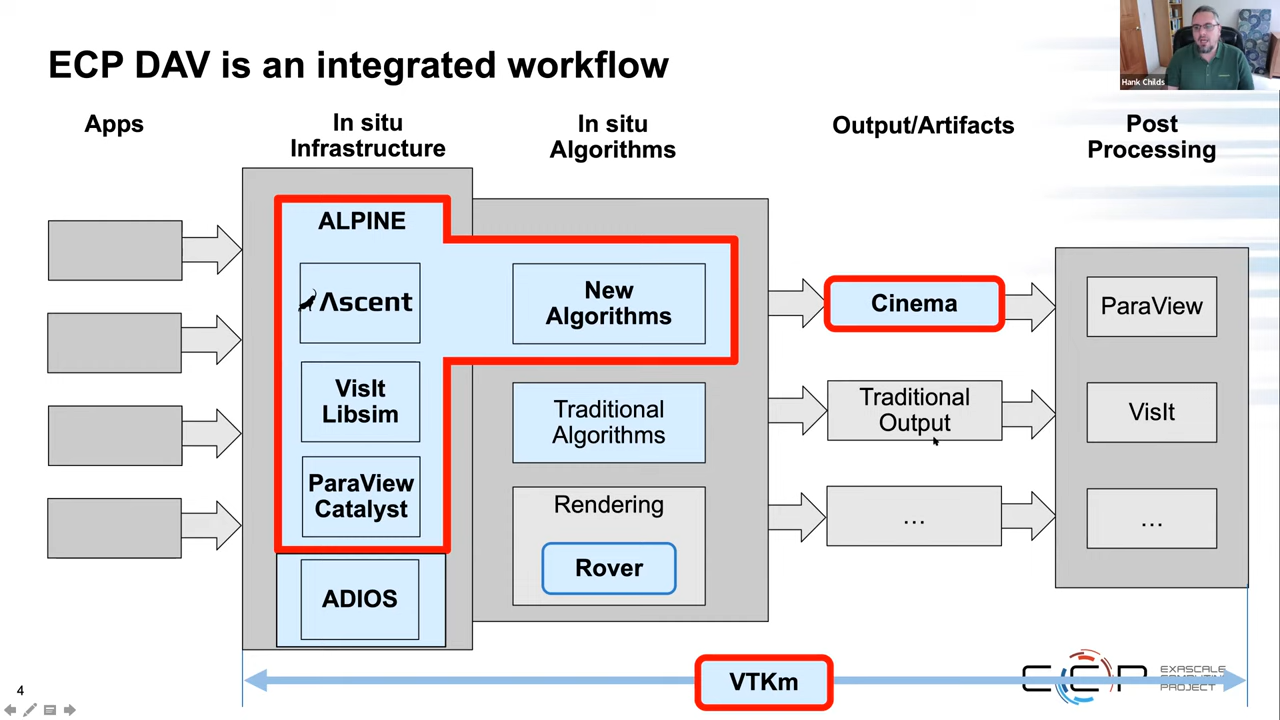 ECP DAV is an integrated workflow
Hank Childs
Apps
In situ
Infrastructure
In situ
Algorithms
Output/Artifacts
Post
Processing
ALPINE
Ascent
VisIt
Libsim
ParaView
Catalyst
ADIOS
New
Algorithms
Traditional
Algorithms
Rendering
Rover
Cinema
Traditional
Output
...
ParaView
VisIt
...
VTKm
ECP
EXASCALE
COMPUTING
PROJECT
4